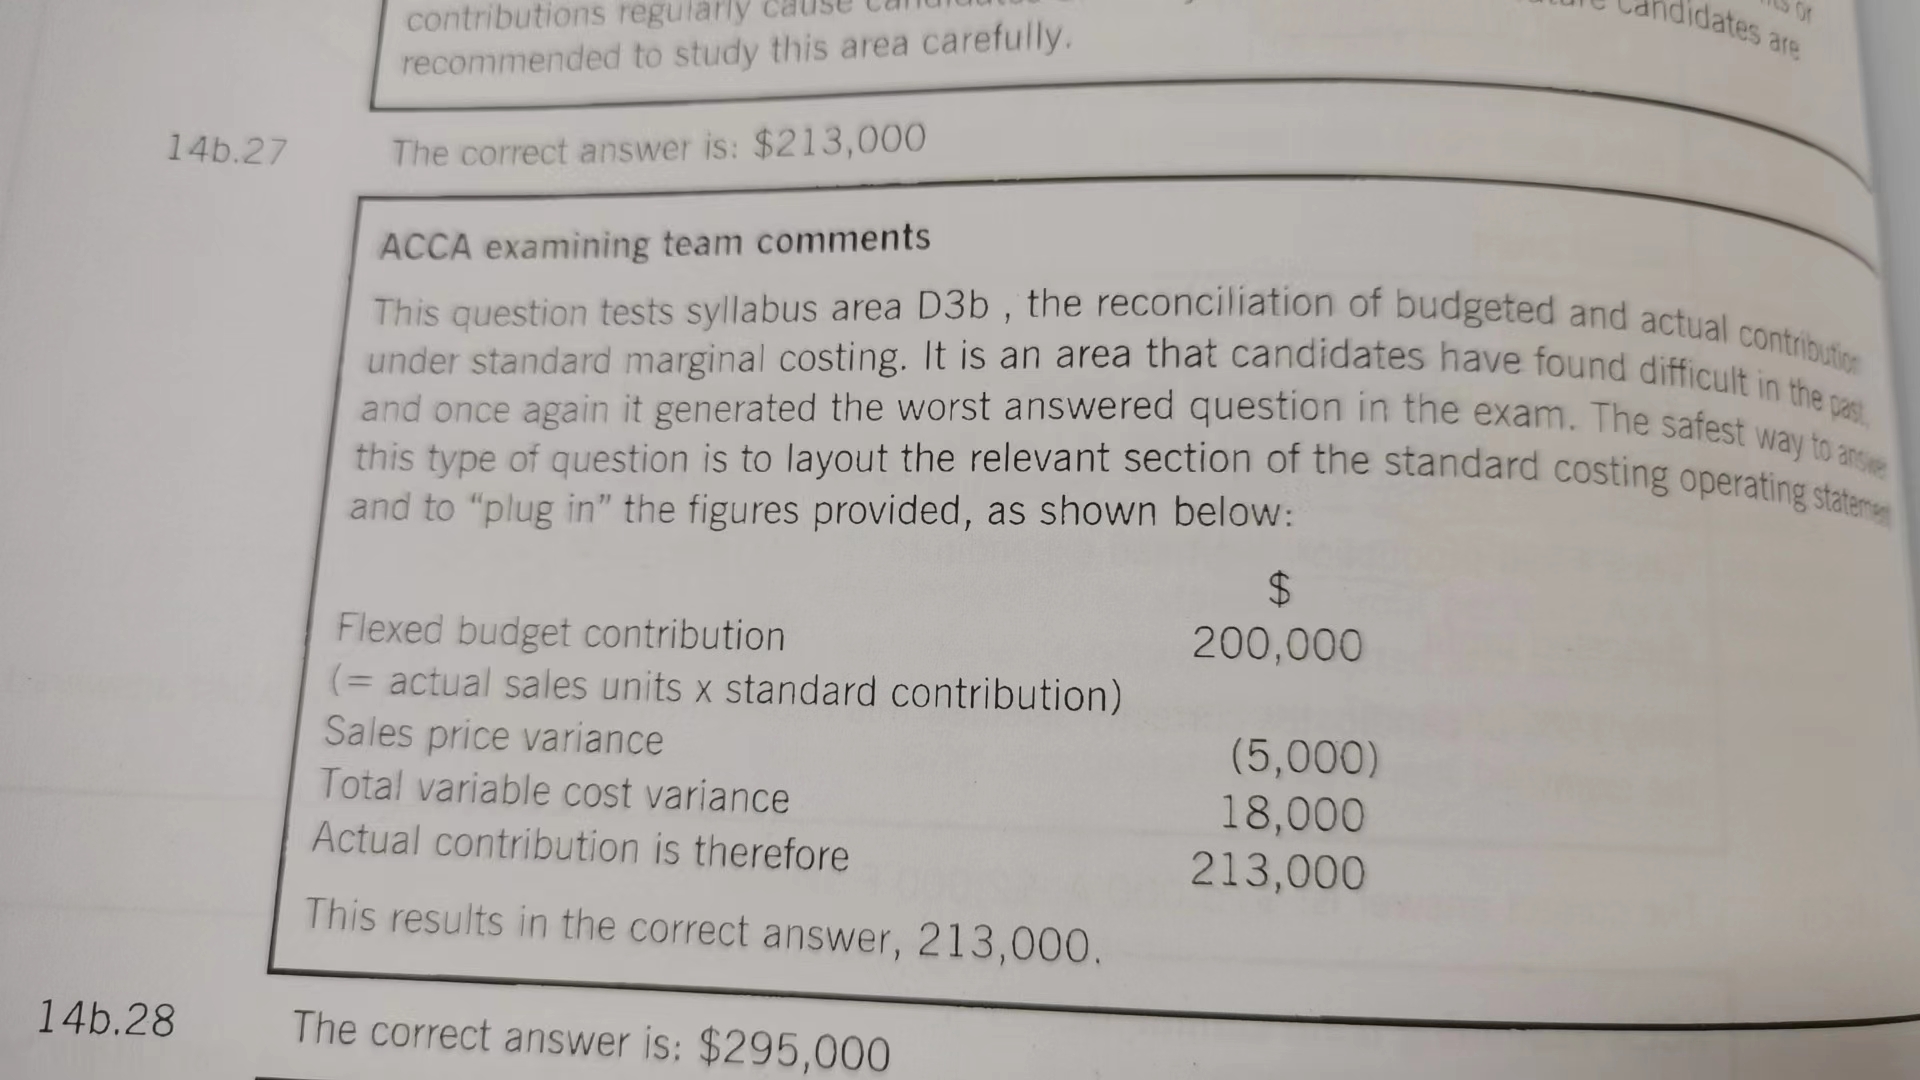 contributions regularly cause
Candidates are
recommended to study this area carefully.
14b.27 The correct answer is: $213,000
ACCA examining team comments
This question tests syllabus area D3b , the reconciliation of budgeted and actual contribution
under standard marginal costing. It is an area that candidates have found difficult in the past,
and once again it generated the worst answered question in the exam. The safest way to answer
this type of question is to layout the relevant section of the standard costing operating statement
and to “plug in” the figures provided, as shown below:
$
Flexed budget contribution 200,000
(= actual sales units x standard contribution)
Sales price variance (5,000)
Total variable cost variance 18,000
Actual contribution is therefore 213,000
This results in the correct answer, 213,000.
14b.28 The correct answer is: $295,000